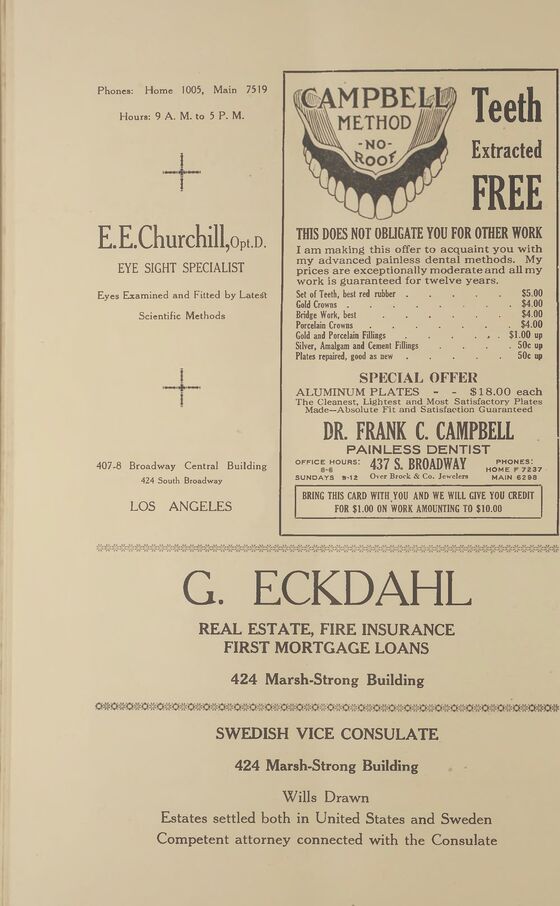 Phones: Home 1005, Main 7519
Hours: 9 A. M. to 5 P. M.
E.E.Churchill, Opt.D.
EYE SIGHT SPECIALIST
Eyes Examined and Fitted by Latest
Scientific Methods
407-8 Broadway Central Building
424 South Broadway
LOS ANGELES
CAMPBELL
METHOD
-NO-
ROOF
Teeth
Extracted
FREE
THIS DOES NOT OBLIGATE YOU FOR OTHER WORK
I am making this offer to acquaint you with
my advanced painless dental methods. My
prices are exceptionally moderate and all my
work is guaranteed for twelve years.
Set of Teeth, best red rubber . . . . . $5.00
Gold Crowns . . . . . . . $4.00
Bridge Work, best . . . . . . $4.00
Porcelain Crowns . . . . . . $4.00
Gold and Porcelain Fillings . . . . $1.00 up
Silver, Amalgam and Cement Fillings . . . . 50c up
Plates repaired, good as new . . . . . 50c up
SPECIAL OFFER
ALUMINUM PLATES - - $18.00 each
The Cleanest, Lightest and Most Satisfactory Plates
Made—Absolute Fit and Satisfaction Guaranteed
DR. FRANK C. CAMPBELL
PAINLESS DENTIST
OFFICE HOURS:
8-6
SUNDAYS 9-12
437 S. BROADWAY
Over Brock & Co. Jewelers
PHONES:
HOME F 7237
MAIN 6298
BRING THIS CARD WITH YOU AND WE WILL GIVE YOU CREDIT
FOR $1.00 ON WORK AMOUNTING TO $10.00
G. ECKDAHL
REAL ESTATE, FIRE INSURANCE
FIRST MORTGAGE LOANS
424 Marsh-Strong Building
SWEDISH VICE CONSULATE
424 Marsh-Strong Building
Wills Drawn
Estates settled both in United States and Sweden
Competent attorney connected with the Consulate